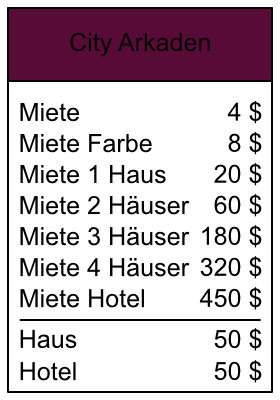 City Arkaden
Miete 4 $
Miete Farbe 8 $
Miete 1 Haus 20 $
Miete 2 Häuser 60 $
Miete 3 Häuser 180 $
Miete 4 Häuser 320 $
Miete Hotel 450 $
Haus 50 $
Hotel 50 $